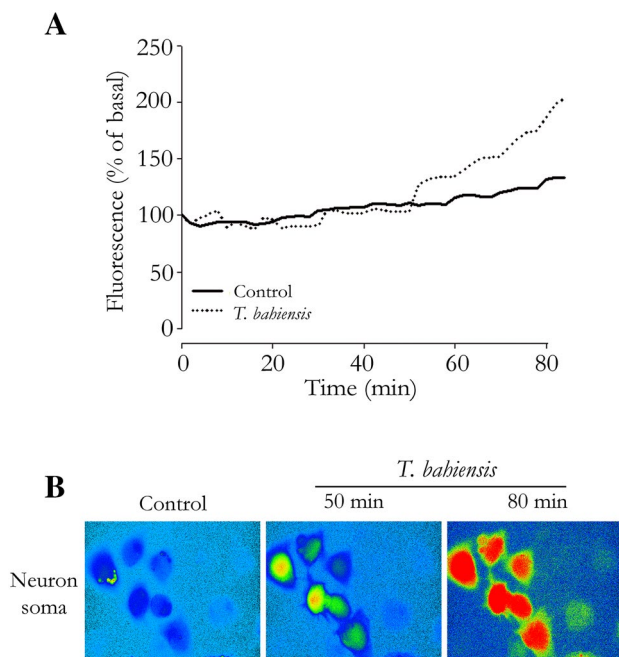 A
Fluorescence (% of basal)
250
200
150
100
50
0
Control
T. bahiensis
0 20 40 60 80
Time (min)
B
T. bahiensis
Control 50 min 80 min
Neuron
soma